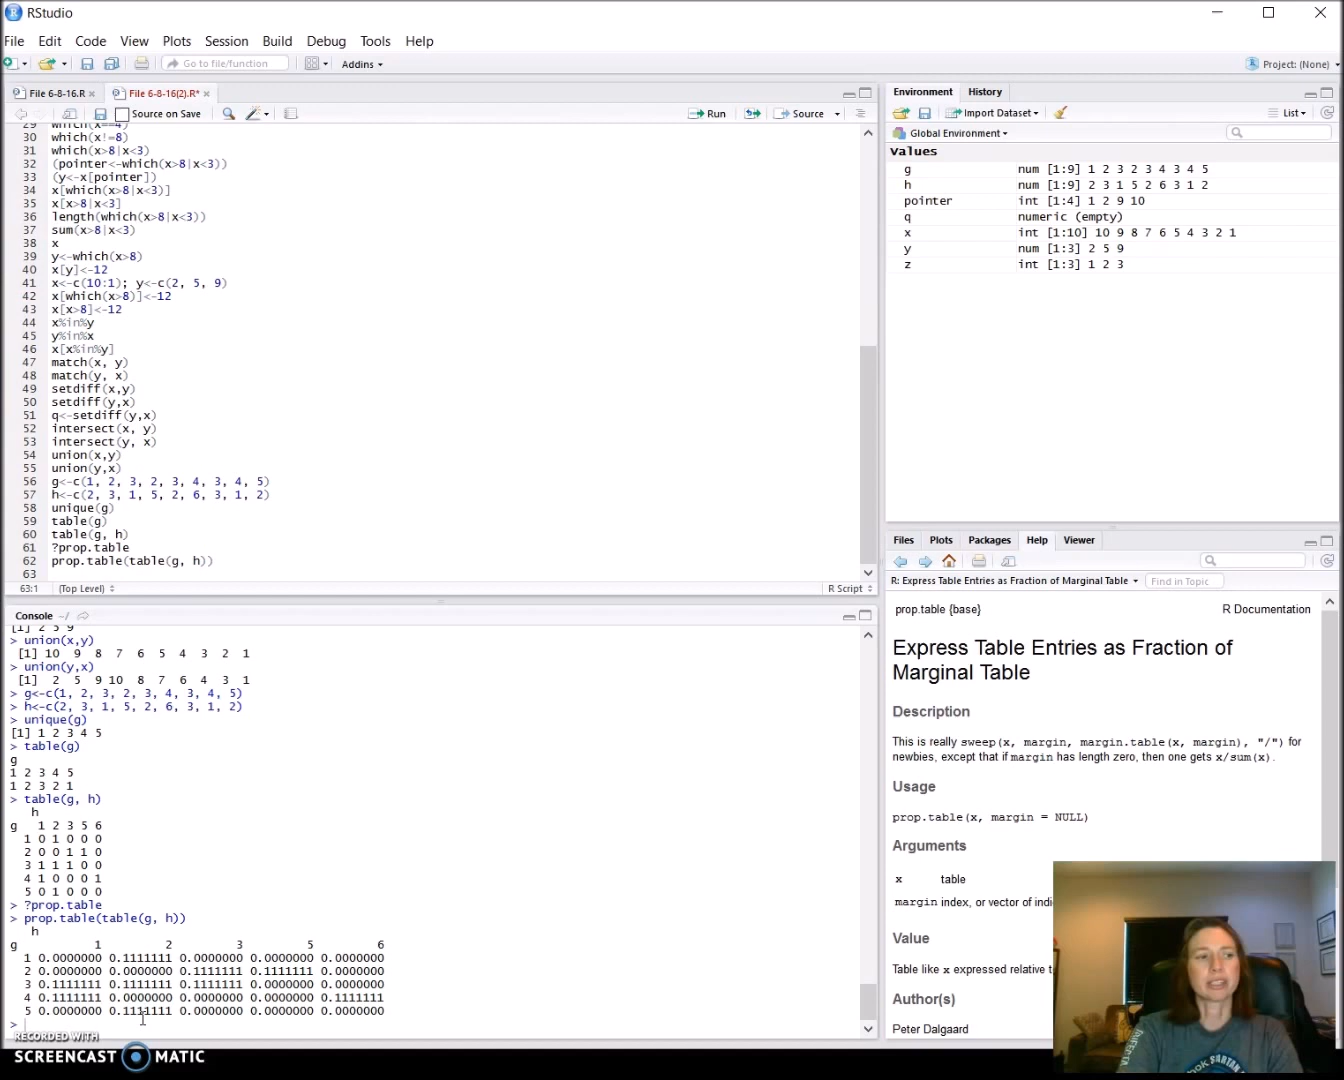 RStudio
File Edit Code View Plots Session Build Debug Tools Help
Go to file/function Addins Project: (None)
File 6-8-16.R File 6-8-16(2).R*
Source on Save Run Source
29 which(x==4)
30 which(x!=8)
31 which(x>8|x<3)
32 (pointer<-which(x>8|x<3))
33 (y<-x[pointer])
34 x[which(x>8|x<3)]
35 x[x>8|x<3]
36 length(which(x>8|x<3))
37 sum(x>8|x<3)
38 x
39 y<-which(x>8)
40 x[y]<-12
41 x<-c(10:1); y<-c(2, 5, 9)
42 x[which(x>8)]<-12
43 x[x>8]<-12
44 x%in%y
45 y%in%x
46 x[x%in%y]
47 match(x, y)
48 match(y, x)
49 setdiff(x,y)
50 setdiff(y,x)
51 q<-setdiff(y,x)
52 intersect(x, y)
53 intersect(y, x)
54 union(x,y)
55 union(y,x)
56 g<-c(1, 2, 3, 2, 3, 4, 3, 4, 5)
57 h<-c(2, 3, 1, 5, 2, 6, 3, 1, 2)
58 unique(g)
59 table(g)
60 table(g, h)
61 ?prop.table
62 prop.table(table(g, h))
63
63:1 (Top Level) R Script
Console ~/
[1] 2 5 9
> union(x,y)
[1] 10 9 8 7 6 5 4 3 2 1
> union(y,x)
[1] 2 5 9 10 8 7 6 4 3 1
> g<-c(1, 2, 3, 2, 3, 4, 3, 4, 5)
> h<-c(2, 3, 1, 5, 2, 6, 3, 1, 2)
> unique(g)
[1] 1 2 3 4 5
> table(g)
g
1 2 3 4 5
1 2 3 2 1
> table(g, h)
h
g 1 2 3 5 6
1 0 1 0 0 0
2 0 0 1 1 0
3 1 1 1 0 0
4 1 0 0 0 1
5 0 1 0 0 0
> ?prop.table
> prop.table(table(g, h))
h
g 1 2 3 5 6
1 0.0000000 0.1111111 0.0000000 0.0000000 0.0000000
2 0.0000000 0.0000000 0.1111111 0.1111111 0.0000000
3 0.1111111 0.1111111 0.1111111 0.0000000 0.0000000
4 0.1111111 0.0000000 0.0000000 0.0000000 0.1111111
5 0.0000000 0.1111111 0.0000000 0.0000000 0.0000000
>
RECORDED WITH
SCREENCAST MATIC
Environment History
Import Dataset List
Global Environment
Values
g num [1:9] 1 2 3 2 3 4 3 4 5
h num [1:9] 2 3 1 5 2 6 3 1 2
pointer int [1:4] 1 2 9 10
q numeric (empty)
x int [1:10] 10 9 8 7 6 5 4 3 2 1
y num [1:3] 2 5 9
z int [1:3] 1 2 3
Files Plots Packages Help Viewer
R: Express Table Entries as Fraction of Marginal Table Find in Topic
prop.table {base} R Documentation
Express Table Entries as Fraction of
Marginal Table
Description
This is really sweep(x, margin, margin.table(x, margin), "/") for
newbies, except that if margin has length zero, then one gets x/sum(x).
Usage
prop.table(x, margin = NULL)
Arguments
x table
margin index, or vector of indi
Value
Table like x expressed relative t
Author(s)
Peter Dalgaard